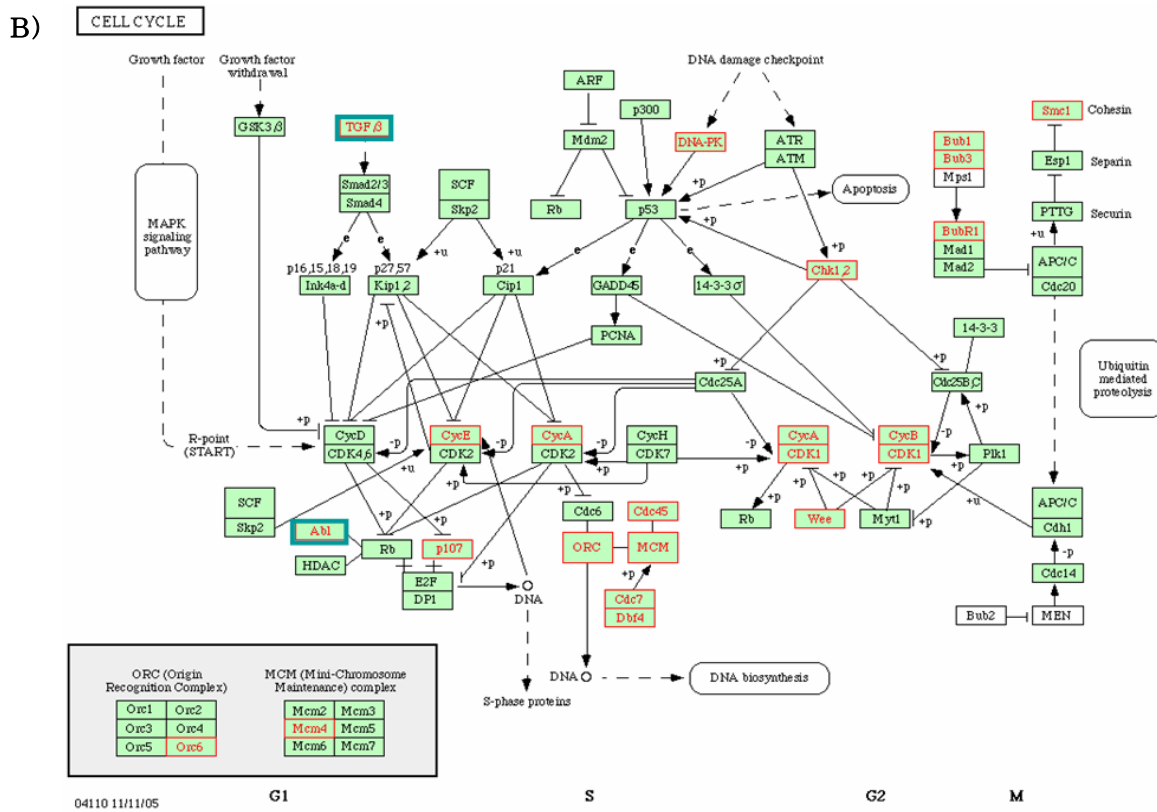 B)
CELL CYCLE
Growth factor
Growth factor
withdrawal
DNA damage checkpoint
ARF
p300
Smc1
Cohesin
GSK3β
TGFβ
Mdm2
DNA-PK
ATR
ATM
Bub1
Bub3
Mps1
Esp1
Separin
MAPK
signaling
pathway
Smad2/3
Smad4
SCF
Skp2
Rb
p53
+p
Apoptosis
PTTG
Securin
e
e
+u
+u
e
e
e
+p
+p
BubR1
Mad1
Mad2
+u
APC/C
Cdc20
p16,15,18,19
Ink4a-d
p27,57
Kip1,2
p21
Cip1
GADD45
14-3-3σ
Chk1,2
+p
PCNA
14-3-3
+p
Cdc25A
+p
Cdc25B,C
Ubiquitin
mediated
proteolysis
R-point
(START)
+p
CycD
CDK4,6
-p
CycE
CDK2
-p
CycA
CDK2
-p
CycH
CDK7
-p
CycA
CDK1
CycB
CDK1
-p
+p
+p
Plk1
+u
+p
+p
+p
+p
SCF
Skp2
+p
+p
+p
Cdc6
Cdc45
+p
Rb
+p
Wee
+p
+p
Myt1
+p
+p
+u
APC/C
Cdh1
Abl
HDAC
Rb
p107
ORC
MCM
-p
E2F
DP1
+p
DNA
+p
Cdc7
Dbf4
Cdc14
Bub2
MEN
S-phase proteins
DNA
DNA biosynthesis
ORC (Origin
Recognition Complex)
Orc1 Orc2
Orc3 Orc4
Orc5 Orc6
MCM (Mini-Chromosome
Maintenance) complex
Mcm2 Mcm3
Mcm4 Mcm5
Mcm6 Mcm7
04110 11/11/05
G1 S G2 M